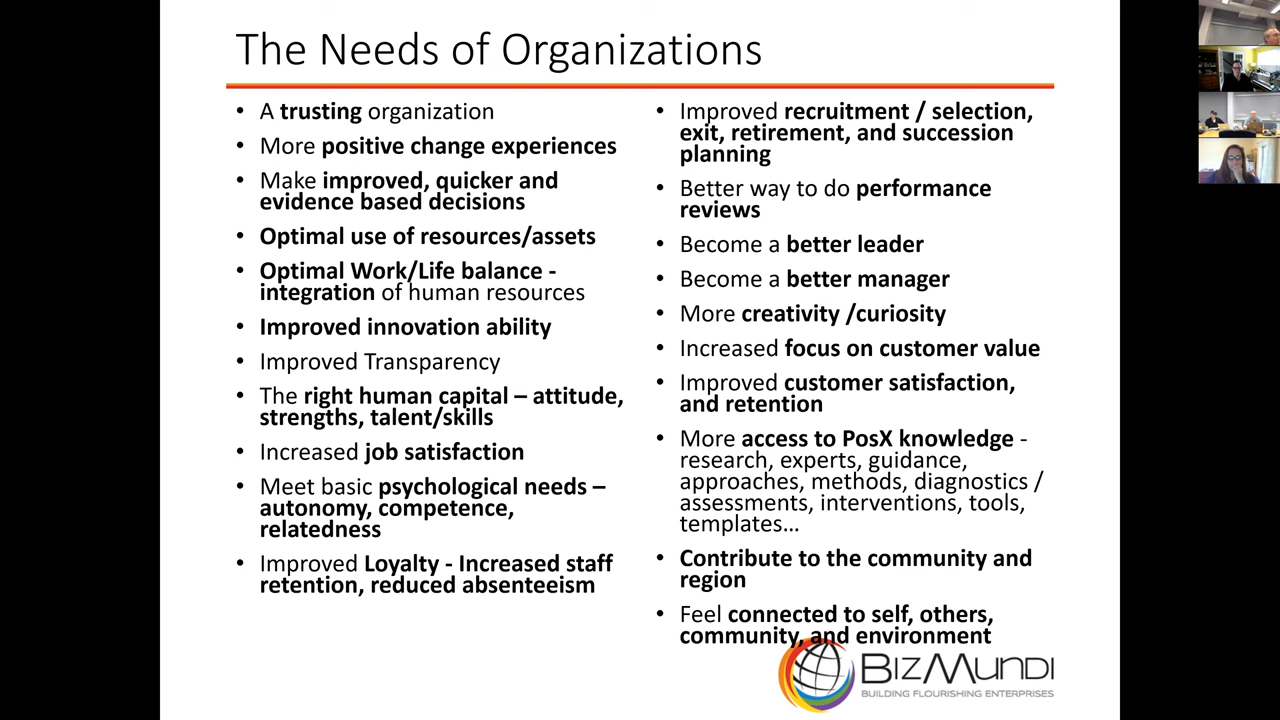 The Needs of Organizations
• A trusting organization
• More positive change experiences
• Make improved, quicker and
evidence based decisions
• Optimal use of resources/assets
• Optimal Work/Life balance -
integration of human resources
• Improved innovation ability
• Improved Transparency
• The right human capital – attitude,
strengths, talent/skills
• Increased job satisfaction
• Meet basic psychological needs –
autonomy, competence,
relatedness
• Improved Loyalty - Increased staff
retention, reduced absenteeism
• Improved recruitment / selection,
exit, retirement, and succession
planning
• Better way to do performance
reviews
• Become a better leader
• Become a better manager
• More creativity /curiosity
• Increased focus on customer value
• Improved customer satisfaction,
and retention
• More access to PosX knowledge -
research, experts, guidance,
approaches, methods, diagnostics /
assessments, interventions, tools,
templates…
• Contribute to the community and
region
• Feel connected to self, others,
community, and environment
BIZMUNDI
BUILDING FLOURISHING ENTERPRISES